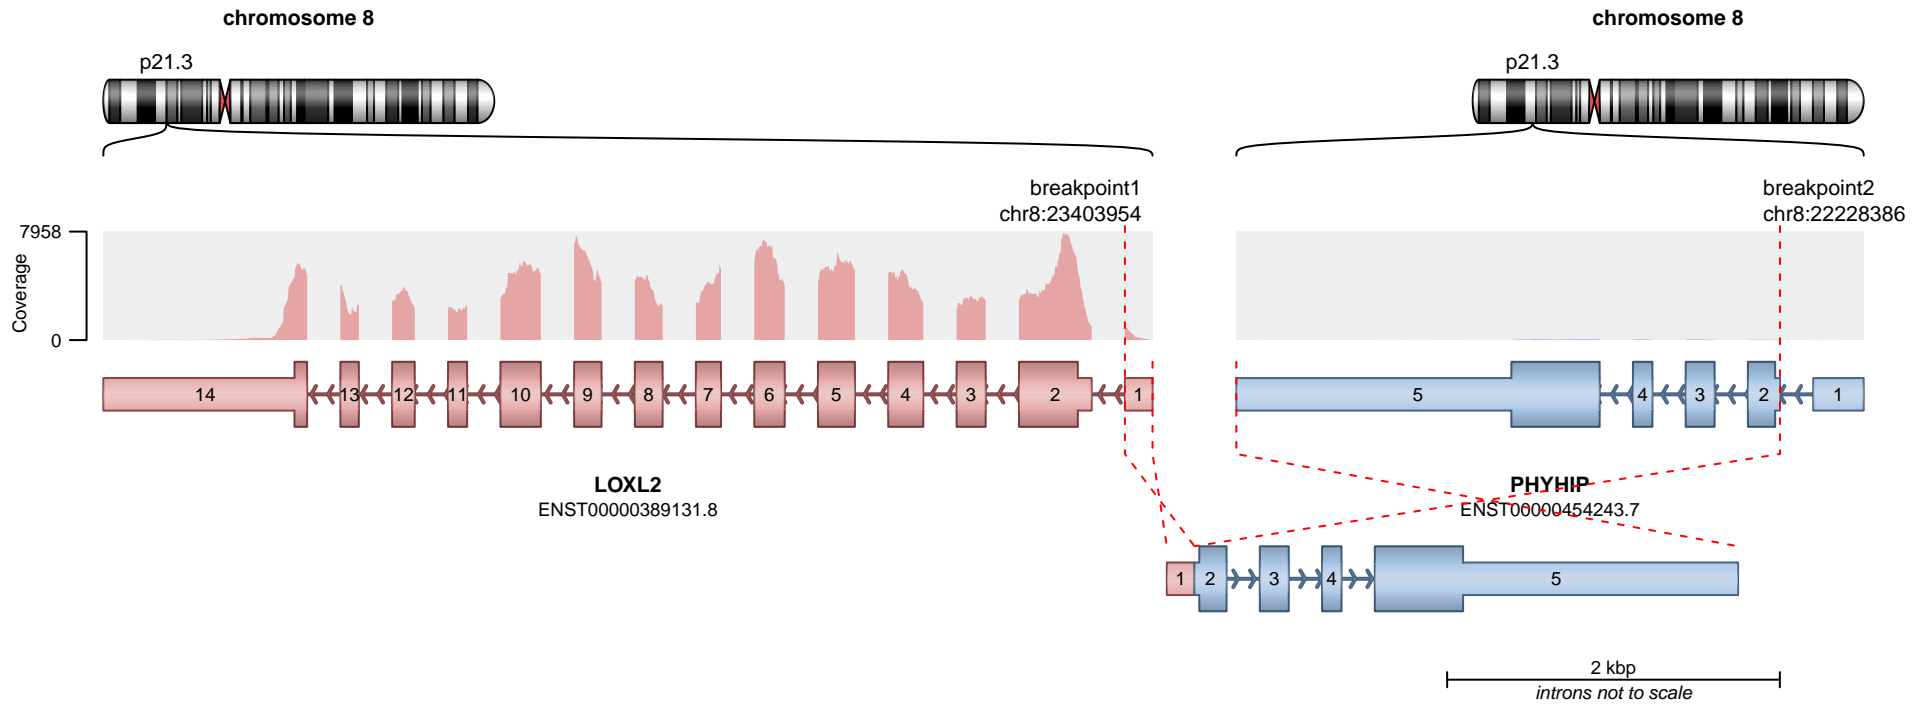 chromosome 8
chromosome 8
p21.3
p21.3
breakpoint1
chr8:23403954
breakpoint2
chr8:22228386
7958
Coverage
0
14 13 12 11 10 9 8 7 6 5 4 3 2 1
5 4 3 2 1
LOXL2
ENST00000389131.8
PHYHIP
ENST00000454243.7
1 2 3 4 5
2 kbp
introns not to scale